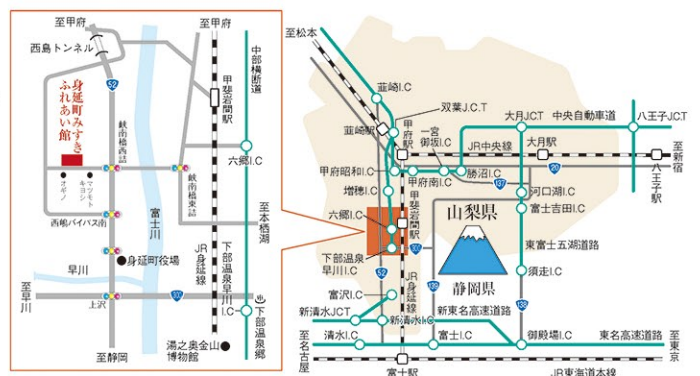 至甲府
至甲府
西島トンネル
中部横断道
52
身延町みすき
ふれあい館
甲斐岩間駅
六郷I.C
峡南橋西詰
峡南橋東詰
オギノ
マツモト
キヨシ
西嶋バイパス南
富士川
至本栖湖
早川
身延町役場
JR身延線
下部温泉早川I.C
至早川
上沢
300
下部温泉郷
湯之奥金山
博物館
至静岡
至松本
韮崎I.C
双葉J.C.T
韮崎駅
甲府駅
一宮
御坂I.C
大月J.C.T
中央自動車道
八王子J.C.T
JR中央線
大月駅
20
至新宿
八王子駅
甲府昭和I.C
甲府南I.C
勝沼I.C
137
増穂I.C
河口湖I.C
富士吉田I.C
六郷I.C
甲斐岩間駅
山梨県
東富士五湖道路
下部温泉
早川I.C
52
300
静岡県
須走I.C
富沢I.C
JR身延線
139
138
新清水JCT
新清水I.C
新東名高速道路
清水I.C
富士I.C
御殿場I.C
東名高速道路
至名古屋
至東京
富士駅
JR東海道本線